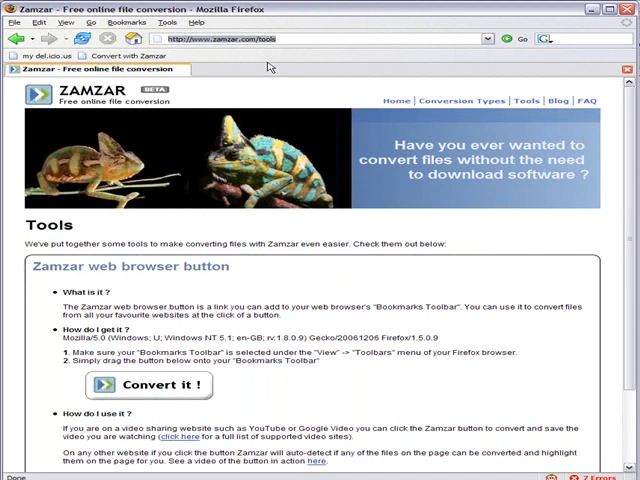 Zamzar - Free online file conversion - Mozilla Firefox
File Edit View Go Bookmarks Tools Help
http://www.zamzar.com/tools
Go
G
my del.icio.us Convert with Zamzar
Zamzar - Free online file conversion
ZAMZAR BETA
Free online file conversion
Home | Conversion Types | Tools | Blog | FAQ
Have you ever wanted to
convert files without the need
to download software ?
Tools
We've put together some tools to make converting files with Zamzar even easier. Check them out below:
Zamzar web browser button
What is it ?
The Zamzar web browser button is a link you can add to your web browser's "Bookmarks Toolbar". You can use it to convert files
from all your favourite websites at the click of a button.
How do I get it ?
Mozilla/5.0 (Windows; U; Windows NT 5.1; en-GB; rv:1.8.0.9) Gecko/20061206 Firefox/1.5.0.9
1. Make sure your "Bookmarks Toolbar" is selected under the "View" -> "Toolbars" menu of your Firefox browser.
2. Simply drag the button below onto your "Bookmarks Toolbar"
Convert it !
How do I use it ?
If you are on a video sharing website such as YouTube or Google Video you can click the Zamzar button to convert and save the
video you are watching (click here for a full list of supported video sites).
On any other website if you click the button Zamzar will auto-detect if any of the files on the page can be converted and highlight
them on the page for you. See a video of the button in action here.
Done
7 Errors